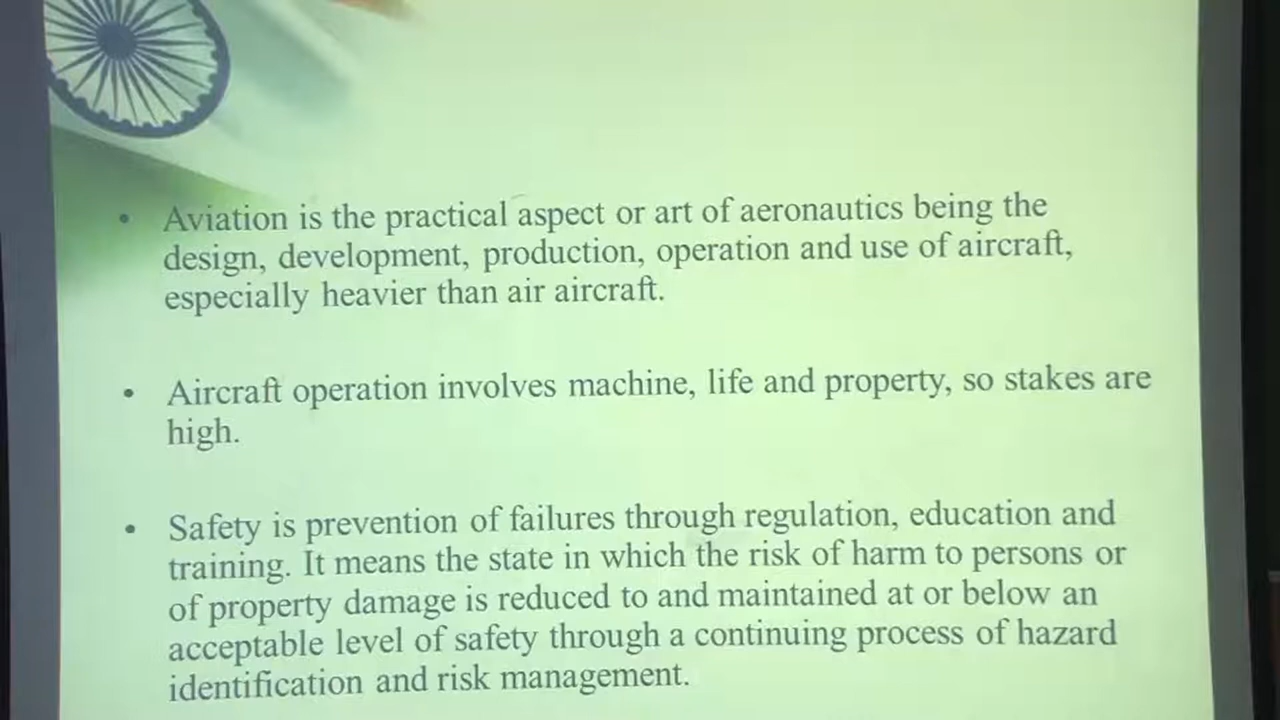 • Aviation is the practical aspect or art of aeronautics being the
design, development, production, operation and use of aircraft,
especially heavier than air aircraft.
• Aircraft operation involves machine, life and property, so stakes are
high.
• Safety is prevention of failures through regulation, education and
training. It means the state in which the risk of harm to persons or
of property damage is reduced to and maintained at or below an
acceptable level of safety through a continuing process of hazard
identification and risk management.